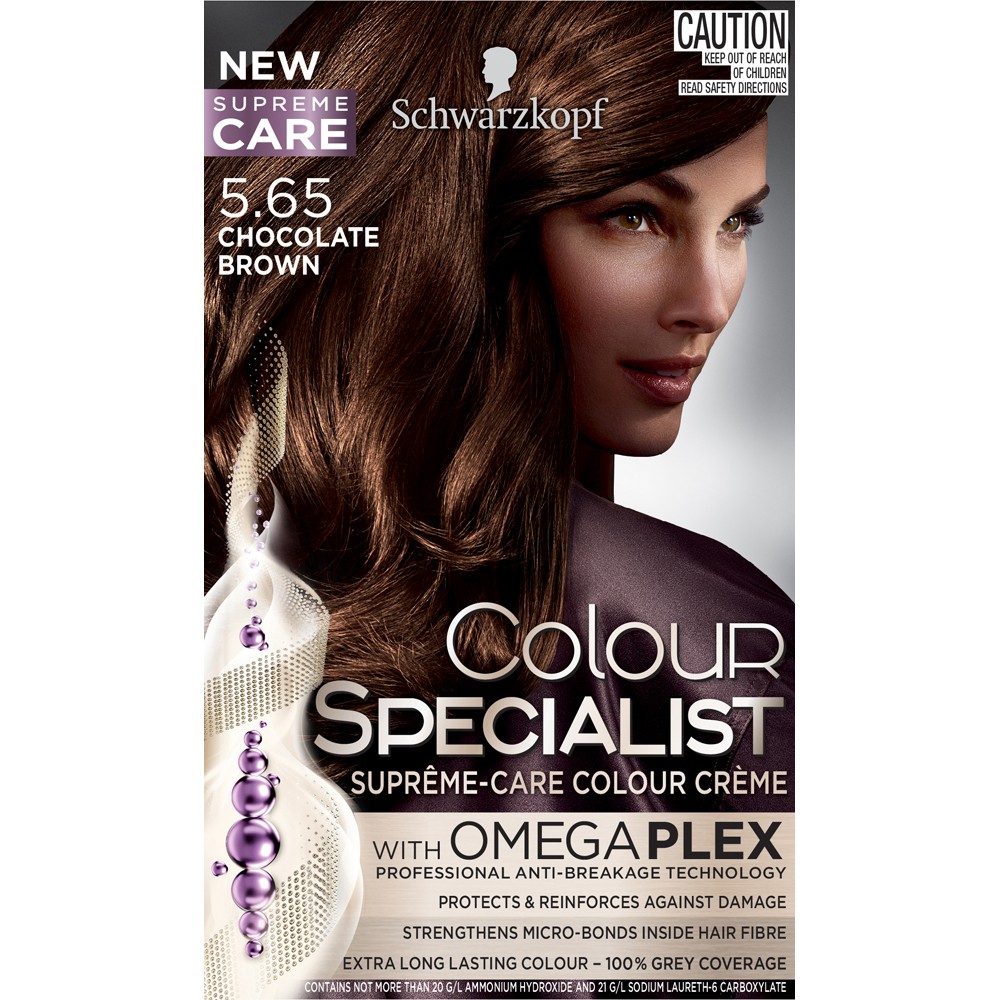 NEW
SUPREME
CARE
5.65
CHOCOLATE
BROWN
Schwarzkopf
CAUTION
KEEP OUT OF REACH
OF CHILDREN
READ SAFETY DIRECTIONS
COLOUR
SPECIALIST
SUPRÊME-CARE COLOUR CRÈME
WITH OMEGAPLEX
PROFESSIONAL ANTI-BREAKAGE TECHNOLOGY
PROTECTS & REINFORCES AGAINST DAMAGE
STRENGTHENS MICRO-BONDS INSIDE HAIR FIBRE
EXTRA LONG LASTING COLOUR – 100% GREY COVERAGE
CONTAINS NOT MORE THAN 20 G/L AMMONIUM HYDROXIDE AND 21 G/L SODIUM LAURETH-6 CARBOXYLATE